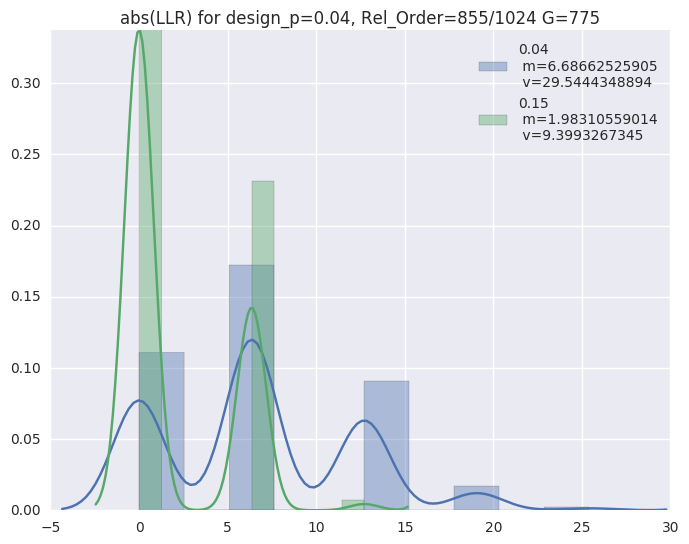 abs(LLR) for design_p=0.04, Rel_Order=855/1024 G=775
0.04
m=6.68662525905
v=29.5444348894
0.15
m=1.98310559014
v=9.3993267345
0.30
0.25
0.20
0.15
0.10
0.05
0.00
−5 0 5 10 15 20 25 30